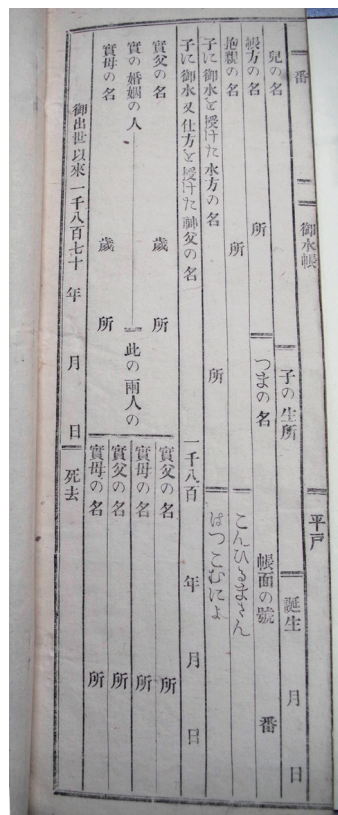 一番 二 御水帳 平戸
兒の名 子の生所 誕生 月 日
帳方の名 所 つまの名 帳面の號 番
抱親の名 所 こんひるまさん
子に御水を授けた水方の名 所 はつこむによ
子に御水又仕方を授けた神父の名 一千八百 年 月 日
實父の名 歲 所 實父の名 所
實の婚姻の人 此の兩人の 實母の名 所
實母の名 歲 所 實父の名 所
實母の名 所
御出世以來一千八百七十 年 月 日 死去